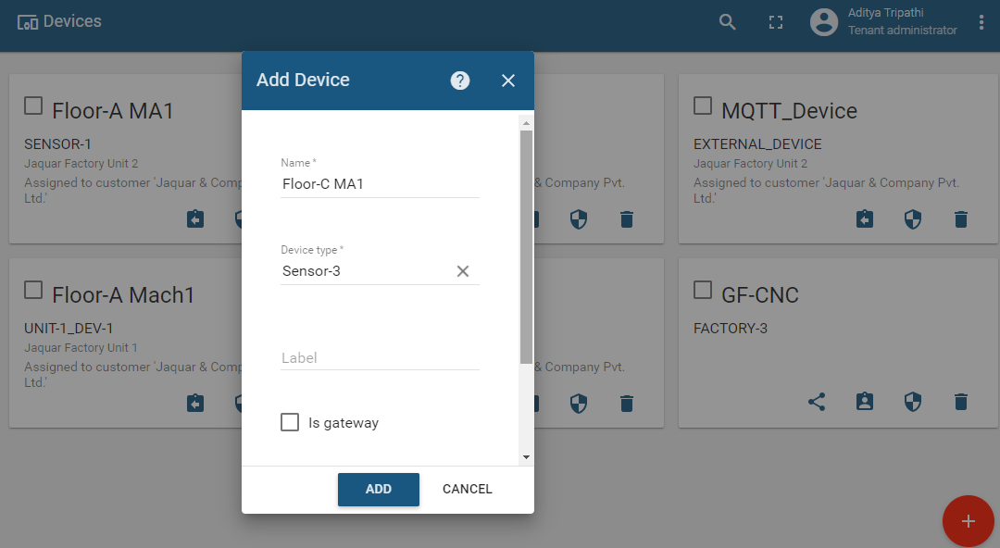 Devices
Aditya Tripathi
Tenant administrator
Add Device
?
Name *
Floor-C MA1
Device type *
Sensor-3
Label
Is gateway
ADD
CANCEL
Floor-A MA1
SENSOR-1
Jaquar Factory Unit 2
Assigned to customer 'Jaquar & Comp
Ltd.'
& Company Pvt.
MQTT_Device
EXTERNAL_DEVICE
Jaquar Factory Unit 2
Assigned to customer 'Jaquar & Company Pvt.
Ltd.'
Floor-A Mach1
UNIT-1_DEV-1
Jaquar Factory Unit 1
Assigned to customer 'Jaquar & Comp
Ltd.'
& Company Pvt.
GF-CNC
FACTORY-3
+